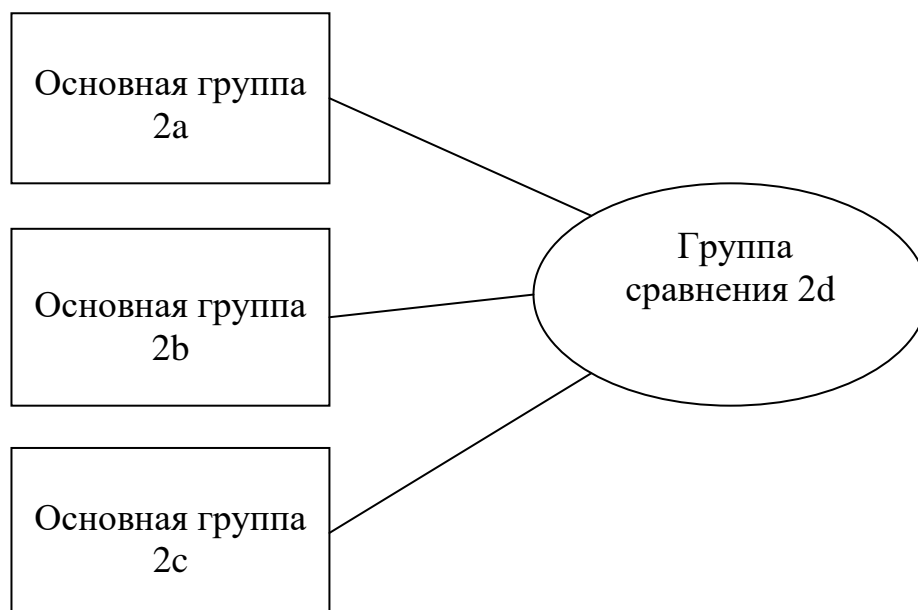 Основная группа
2a
Группа
сравнения 2d
Основная группа
2b
Основная группа
2c